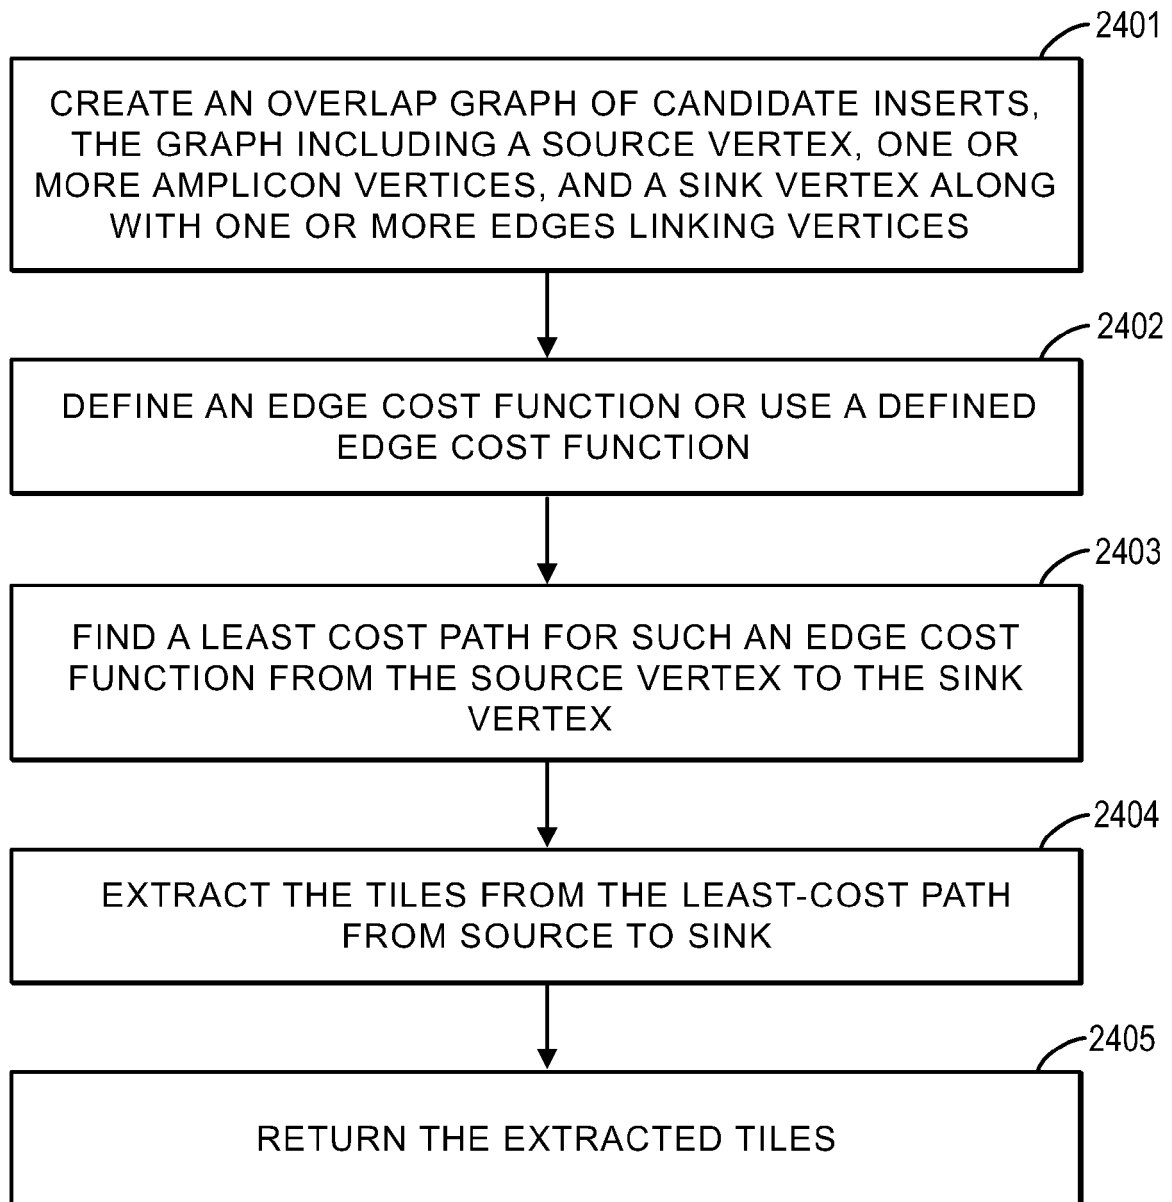 2401
CREATE AN OVERLAP GRAPH OF CANDIDATE INSERTS,
THE GRAPH INCLUDING A SOURCE VERTEX, ONE OR
MORE AMPLICON VERTICES, AND A SINK VERTEX ALONG
WITH ONE OR MORE EDGES LINKING VERTICES
2402
DEFINE AN EDGE COST FUNCTION OR USE A DEFINED
EDGE COST FUNCTION
2403
FIND A LEAST COST PATH FOR SUCH AN EDGE COST
FUNCTION FROM THE SOURCE VERTEX TO THE SINK
VERTEX
2404
EXTRACT THE TILES FROM THE LEAST-COST PATH
FROM SOURCE TO SINK
2405
RETURN THE EXTRACTED TILES